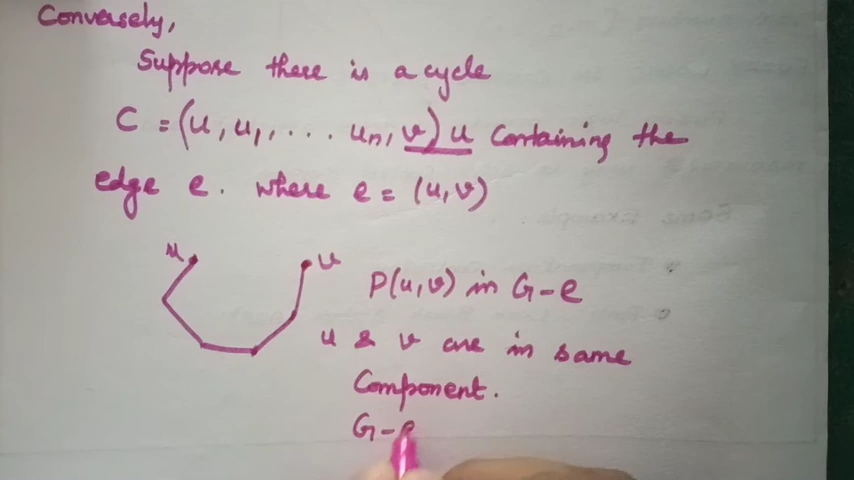 Conversely,
Suppose there is a cycle
C = (u, u1, . . . . un, v) u Containing the
edge e. where e = (u, v)
u v
P(u, v) in G-e
u & v are in same
Component.
G-e